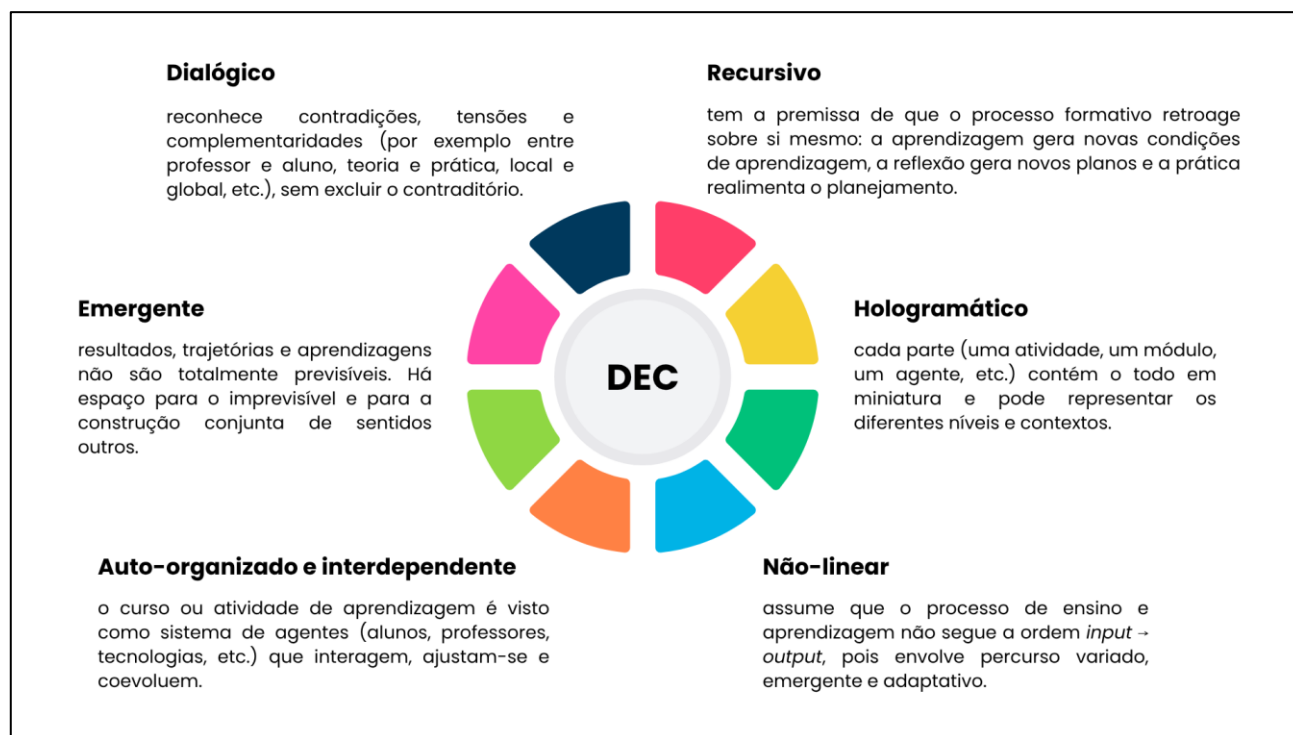 Dialógico
reconhece contradições, tensões e
complementaridades (por exemplo entre
professor e aluno, teoria e prática, local e
global, etc.), sem excluir o contraditório.
Recursivo
tem a premissa de que o processo formativo retroage
sobre si mesmo: a aprendizagem gera novas condições
de aprendizagem, a reflexão gera novos planos e a prática
realimenta o planejamento.
Emergente
resultados, trajetórias e aprendizagens
não são totalmente previsíveis. Há
espaço para o imprevisível e para a
construção conjunta de sentidos
outros.
DEC
Hologramático
cada parte (uma atividade, um módulo,
um agente, etc.) contém o todo em
miniatura e pode representar os
diferentes níveis e contextos.
Auto-organizado e interdependente
o curso ou atividade de aprendizagem é visto
como sistema de agentes (alunos, professores,
tecnologias, etc.) que interagem, ajustam-se e
coevoluem.
Não-linear
assume que o processo de ensino e
aprendizagem não segue a ordem input →
output, pois envolve percurso variado,
emergente e adaptativo.